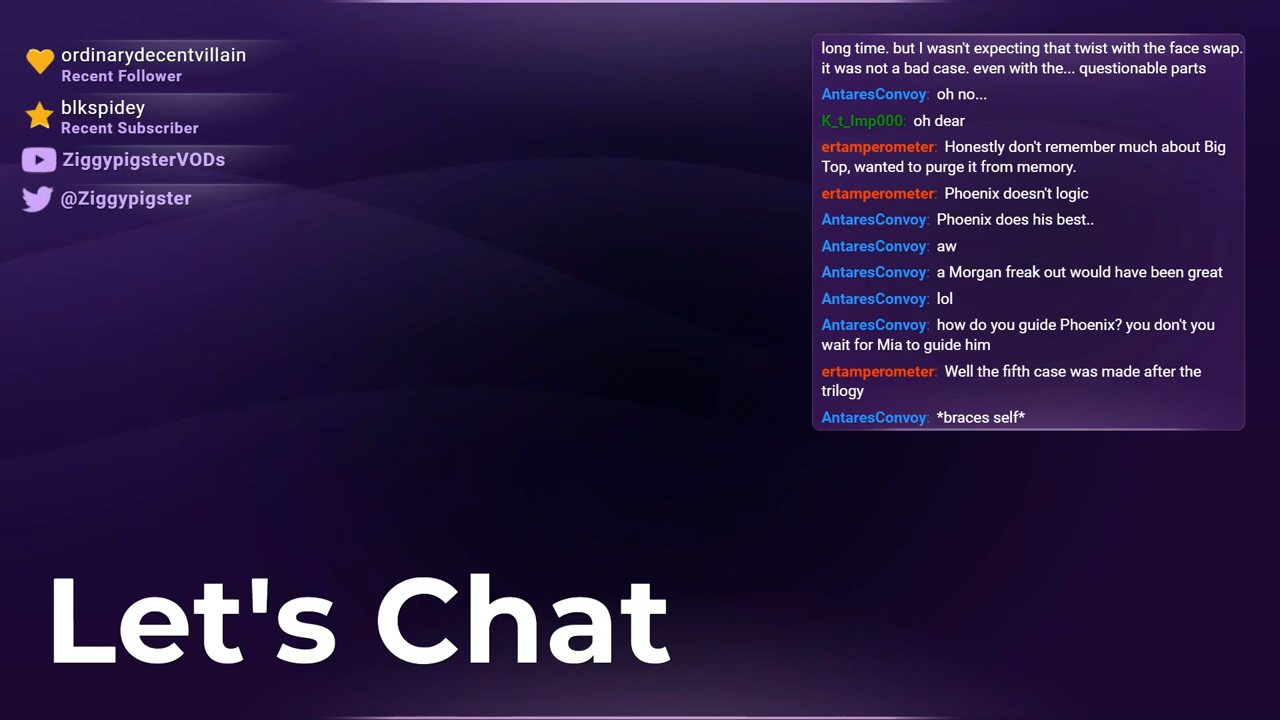 ordinarydecentvillain
Recent Follower
blkspidey
Recent Subscriber
ZiggypigsterVODs
@Ziggypigster
long time. but I wasn't expecting that twist with the face swap.
it was not a bad case. even with the... questionable parts
AntaresConvoy: oh no...
K_t_Imp000: oh dear
ertamperometer: Honestly don't remember much about Big
Top, wanted to purge it from memory.
ertamperometer: Phoenix doesn't logic
AntaresConvoy: Phoenix does his best..
AntaresConvoy: aw
AntaresConvoy: a Morgan freak out would have been great
AntaresConvoy: lol
AntaresConvoy: how do you guide Phoenix? you don't you
wait for Mia to guide him
ertamperometer: Well the fifth case was made after the
trilogy
AntaresConvoy: *braces self*
Let's Chat